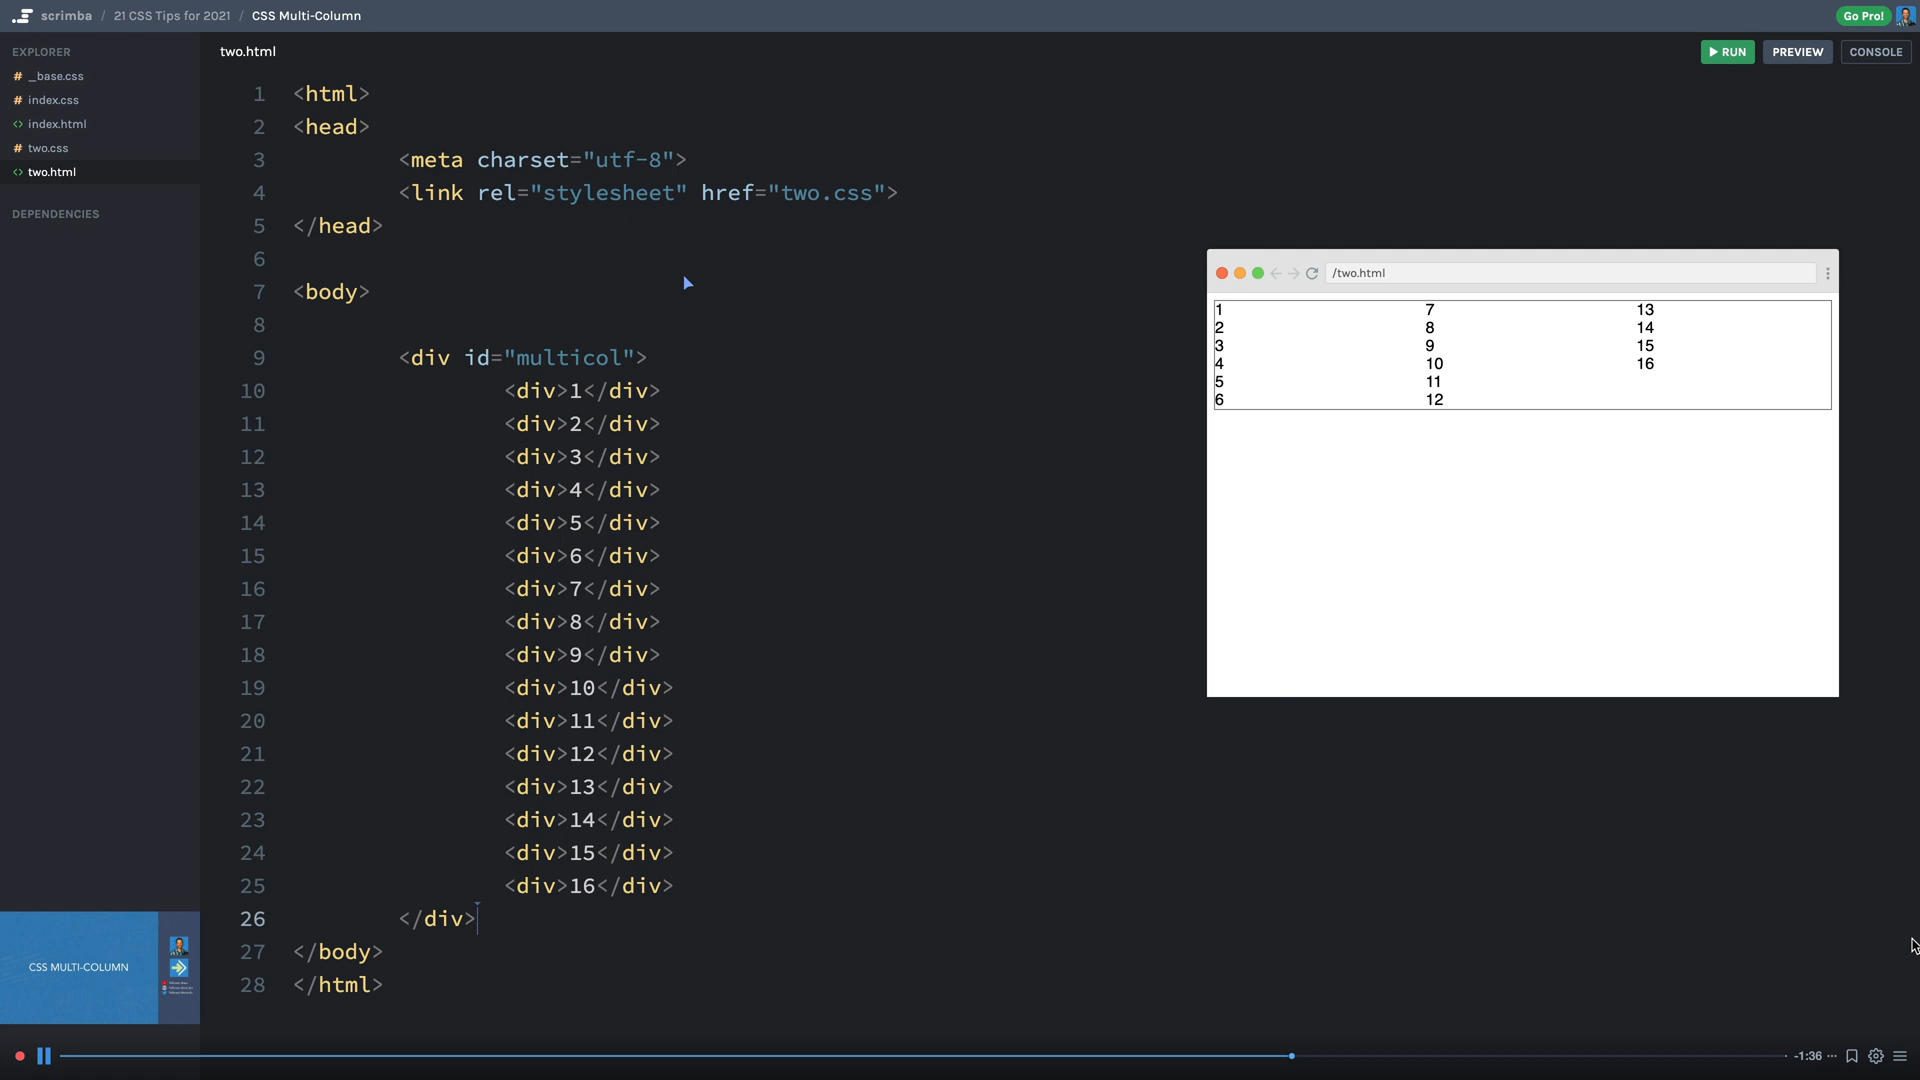 scrimba / 21 CSS Tips for 2021 / CSS Multi-Column
Go Pro!
EXPLORER
# _base.css
# index.css
<> index.html
# two.css
<> two.html
DEPENDENCIES
two.html
RUN
PREVIEW
CONSOLE
1 <html>
2 <head>
3 <meta charset="utf-8">
4 <link rel="stylesheet" href="two.css">
5 </head>
6
7 <body>
8
9 <div id="multicol">
10 <div>1</div>
11 <div>2</div>
12 <div>3</div>
13 <div>4</div>
14 <div>5</div>
15 <div>6</div>
16 <div>7</div>
17 <div>8</div>
18 <div>9</div>
19 <div>10</div>
20 <div>11</div>
21 <div>12</div>
22 <div>13</div>
23 <div>14</div>
24 <div>15</div>
25 <div>16</div>
26 </div>
27 </body>
28 </html>
/two.html
1 7 13
2 8 14
3 9 15
4 10 16
5 11
6 12
CSS MULTI-COLUMN
-1:36